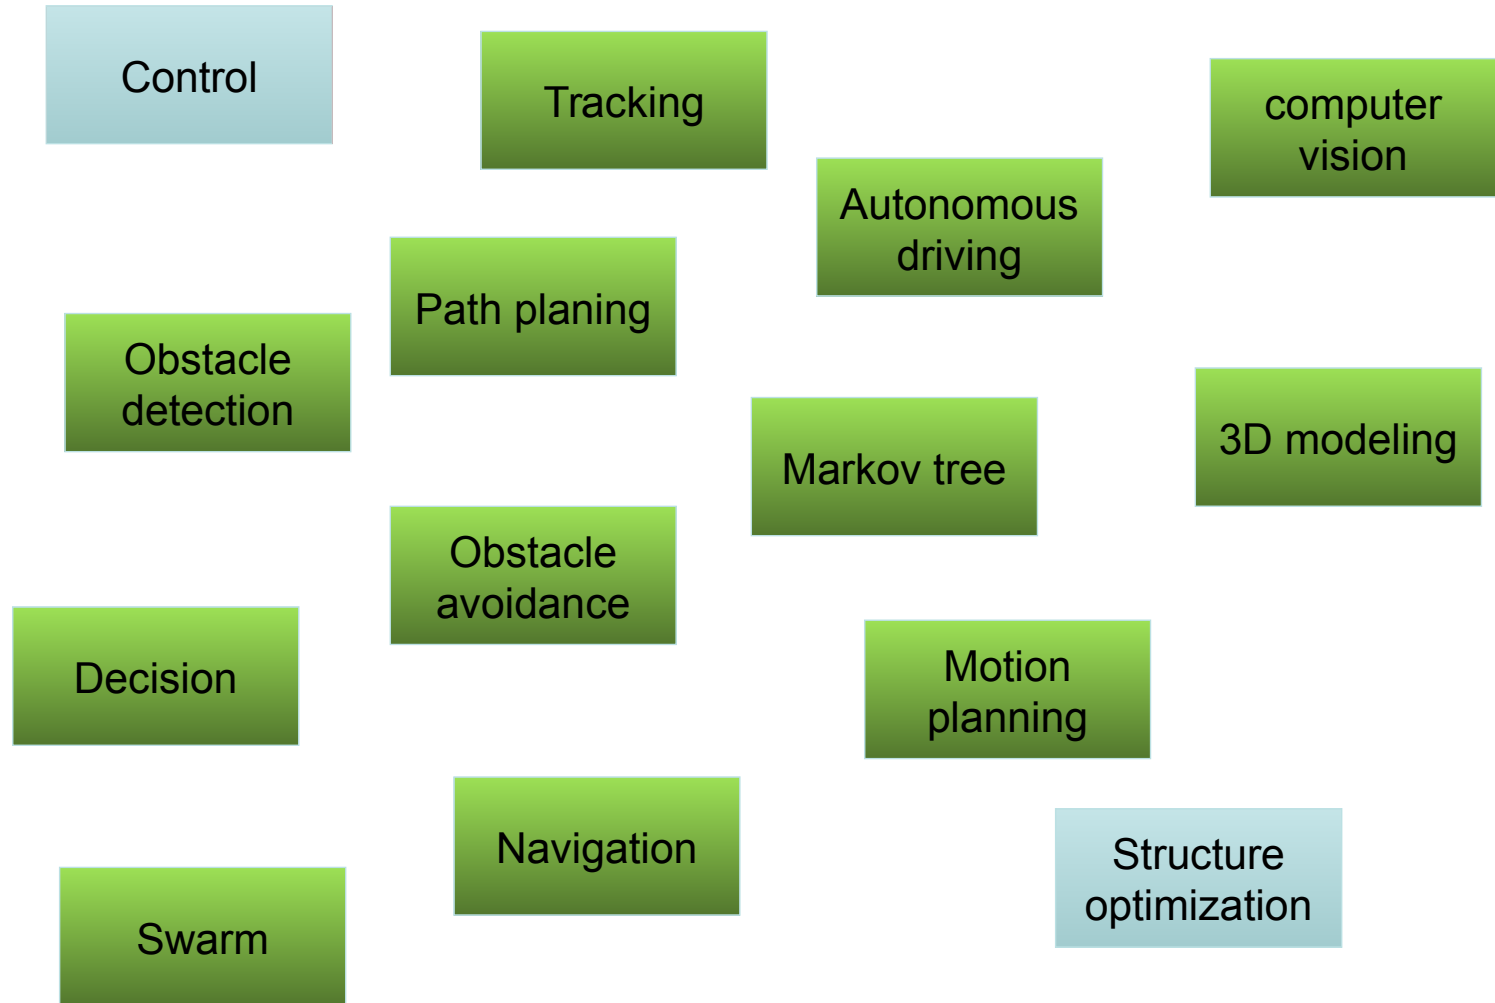 Control
Tracking
computer
vision
Autonomous
driving
Path planing
Obstacle
detection
3D modeling
Markov tree
Obstacle
avoidance
Decision
Motion
planning
Navigation
Structure
optimization
Swarm